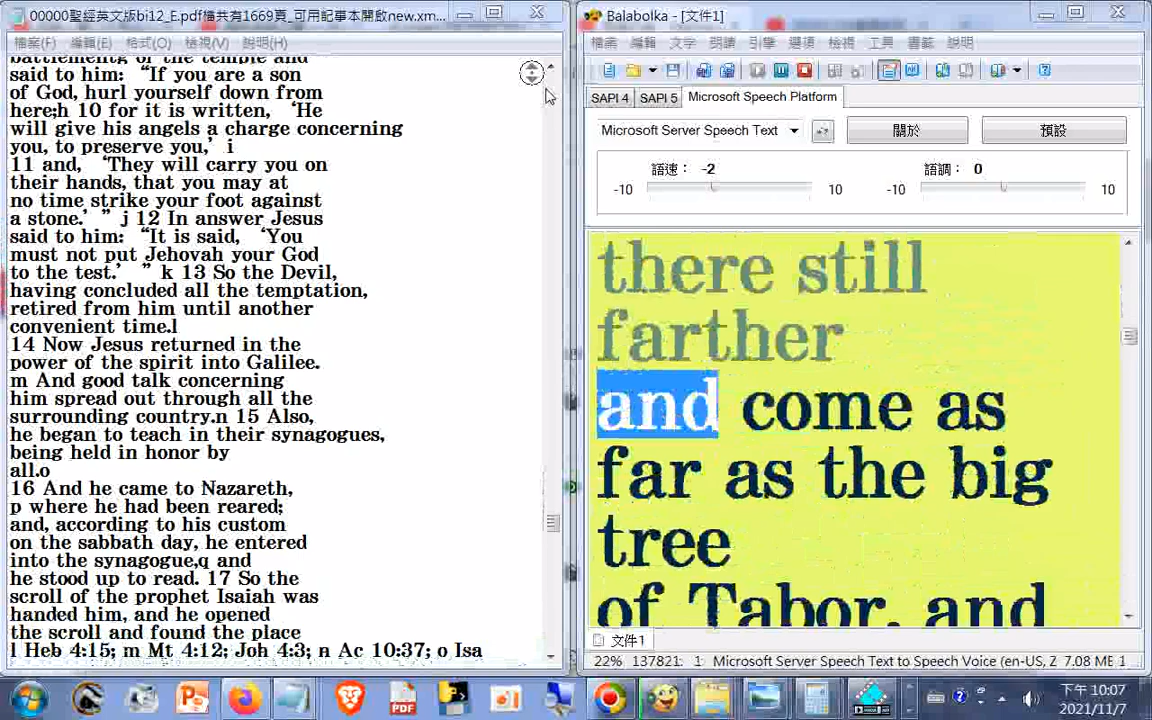 00000聖經英文版bi12_E.pdf檔共有1669頁_可用記事本開啟new.xm...
檔案(F) 編輯(E) 格式(O) 檢視(V) 說明(H)
battlementg of the temple and
said to him: “If you are a son
of God, hurl yourself down from
here;h 10 for it is written, ‘He
will give his angels a charge concerning
you, to preserve you,’ i
11 and, ‘They will carry you on
their hands, that you may at
no time strike your foot against
a stone.’ ” j 12 In answer Jesus
said to him: “It is said, ‘You
must not put Jehovah your God
to the test.’ ” k 13 So the Devil,
having concluded all the temptation,
retired from him until another
convenient time.l
14 Now Jesus returned in the
power of the spirit into Galilee.
m And good talk concerning
him spread out through all the
surrounding country.n 15 Also,
he began to teach in their synagogues,
being held in honor by
all.o
16 And he came to Nazareth,
p where he had been reared;
and, according to his custom
on the sabbath day, he entered
into the synagogue,q and
he stood up to read. 17 So the
scroll of the prophet Isaiah was
handed him, and he opened
the scroll and found the place
l Heb 4:15; m Mt 4:12; Joh 4:3; n Ac 10:37; o Isa
Balabolka - [文件1]
檔案 編輯 文字 朗讀 引擎 選項 檢視 工具 書籤 說明
SAPI 4 SAPI 5 Microsoft Speech Platform
Microsoft Server Speech Text 關於 預設
語速： -2 語調： 0
-10 10 -10 10
there still
farther
and come as
far as the big
tree
of Tabor, and
文件1
22% 137821: 1: Microsoft Server Speech Text to Speech Voice (en-US, Z 7.08 ME 1
下午 10:07
2021/11/7